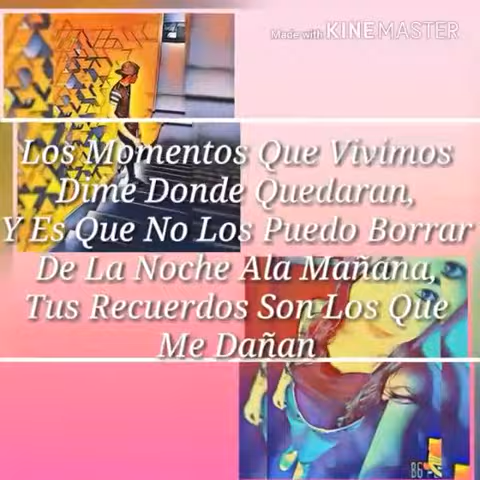 Made with KINEMASTER
Los Momentos Que Vivimos
Dime Donde Quedaran,
Y Es Que No Los Puedo Borrar
De La Noche Ala Mañana,
Tus Recuerdos Son Los Que
Me Dañan